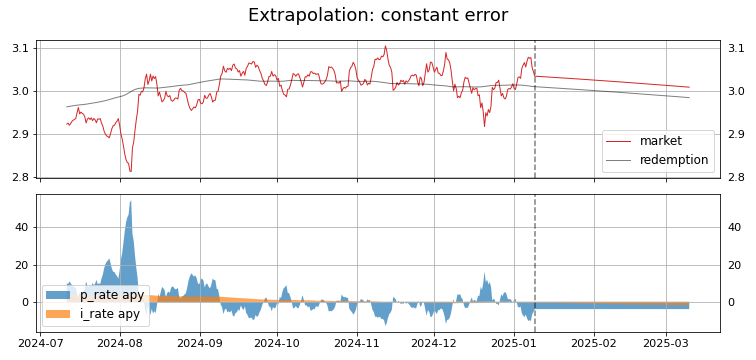 Extrapolation: constant error
3.1 3.1
3.0 3.0
2.9 2.9
2.8 2.8
market
redemption
40 40
20 20
0 0
p_rate apy
i_rate apy
2024-07 2024-08 2024-09 2024-10 2024-11 2024-12 2025-01 2025-02 2025-03